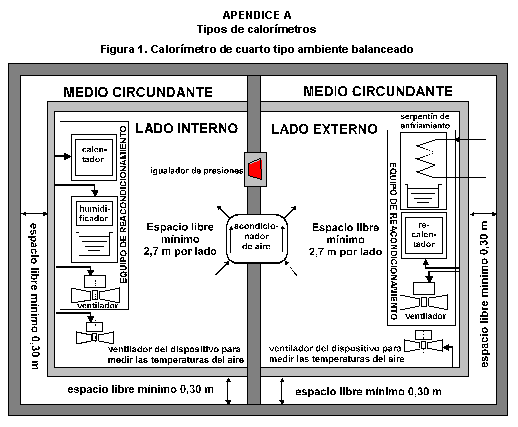 APENDICE A
Tipos de calorímetros
Figura 1. Calorímetro de cuarto tipo ambiente balanceado
MEDIO CIRCUNDANTE
MEDIO CIRCUNDANTE
LADO INTERNO
LADO EXTERNO
calen-
tador
humidi-
ficador
EQUIPO DE REACONDICIONAMIENTO
ventilador
igualador de presiones
Espacio libre
mínimo
2,7 m por lado
acondicio-
nador
de aire
Espacio libre
mínimo
2,7 m por lado
serpentín de
enfriamiento
EQUIPO DE REACONDICIONAMIENTO
re-
calen-
tador
ventilador
espacio libre mínimo 0,30 m
espacio libre mínimo 0,30 m
ventilador del dispositivo para
medir las temperaturas del aire
ventilador del dispositivo para
medir las temperaturas del aire
espacio libre mínimo 0,30 m
espacio libre mínimo 0,30 m